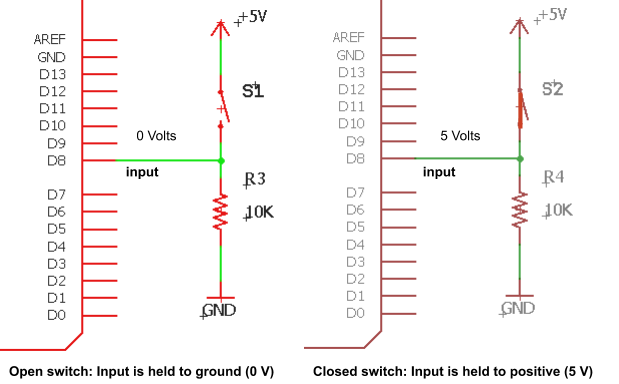 +5V
AREF
GND
D13
D12
S1
D11
D10
0 Volts
D9
D8
input
R3
D7
10K
D6
D5
D4
D3
D2
D1
GND
D0
Open switch: Input is held to ground (0 V)
+5V
AREF
GND
D13
D12
S2
D11
D10
5 Volts
D9
D8
input
R4
D7
10K
D6
D5
D4
D3
D2
D1
GND
D0
Closed switch: Input is held to positive (5 V)